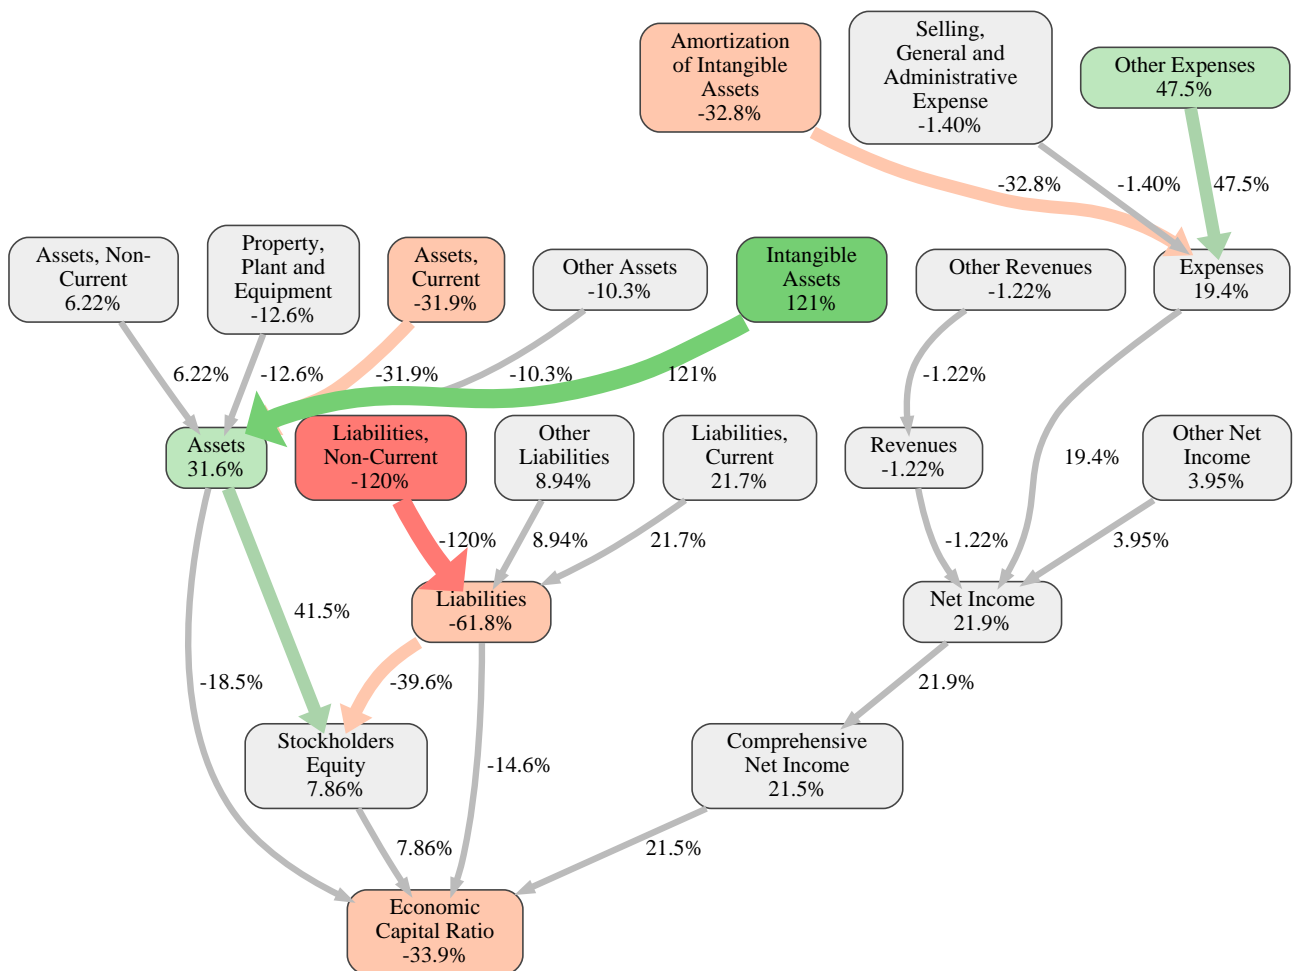 Amortization
of Intangible
Assets
-32.8%
Selling,
General and
Administrative
Expense
-1.40%
Other Expenses
47.5%
-32.8%
-1.40%
47.5%
Assets, Non-
Current
6.22%
Property,
Plant and
Equipment
-12.6%
Assets,
Current
-31.9%
Other Assets
-10.3%
Intangible
Assets
121%
Other Revenues
-1.22%
Expenses
19.4%
6.22%
-12.6%
-31.9%
-10.3%
121%
-1.22%
Assets
31.6%
Liabilities,
Non-Current
-120%
Other
Liabilities
8.94%
Liabilities,
Current
21.7%
Revenues
-1.22%
19.4%
Other Net
Income
3.95%
-120%
8.94%
21.7%
-1.22%
3.95%
41.5%
Liabilities
-61.8%
Net Income
21.9%
-18.5%
-39.6%
21.9%
Stockholders
Equity
7.86%
-14.6%
Comprehensive
Net Income
21.5%
7.86%
21.5%
Economic
Capital Ratio
-33.9%